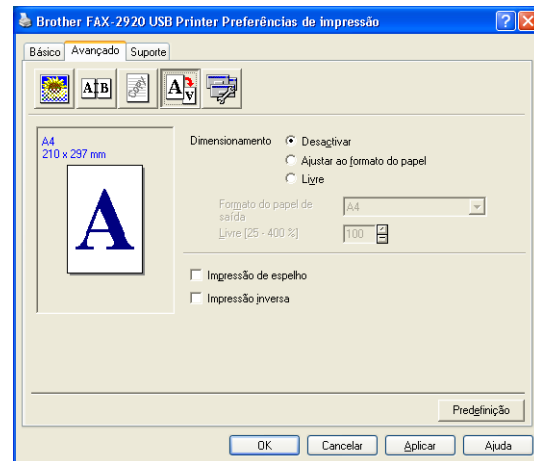 Brother FAX-2920 USB Printer Preferências de impressão
Básico Avançado Suporte
A4
210 x 297 mm
A
Dimensionamento
Desactivar
Ajustar ao formato do papel
Livre
Formato do papel de saída
A4
Livre [25 - 400 %]
100
Impressão de espelho
Impressão inversa
Predefinição
OK Cancelar Aplicar Ajuda